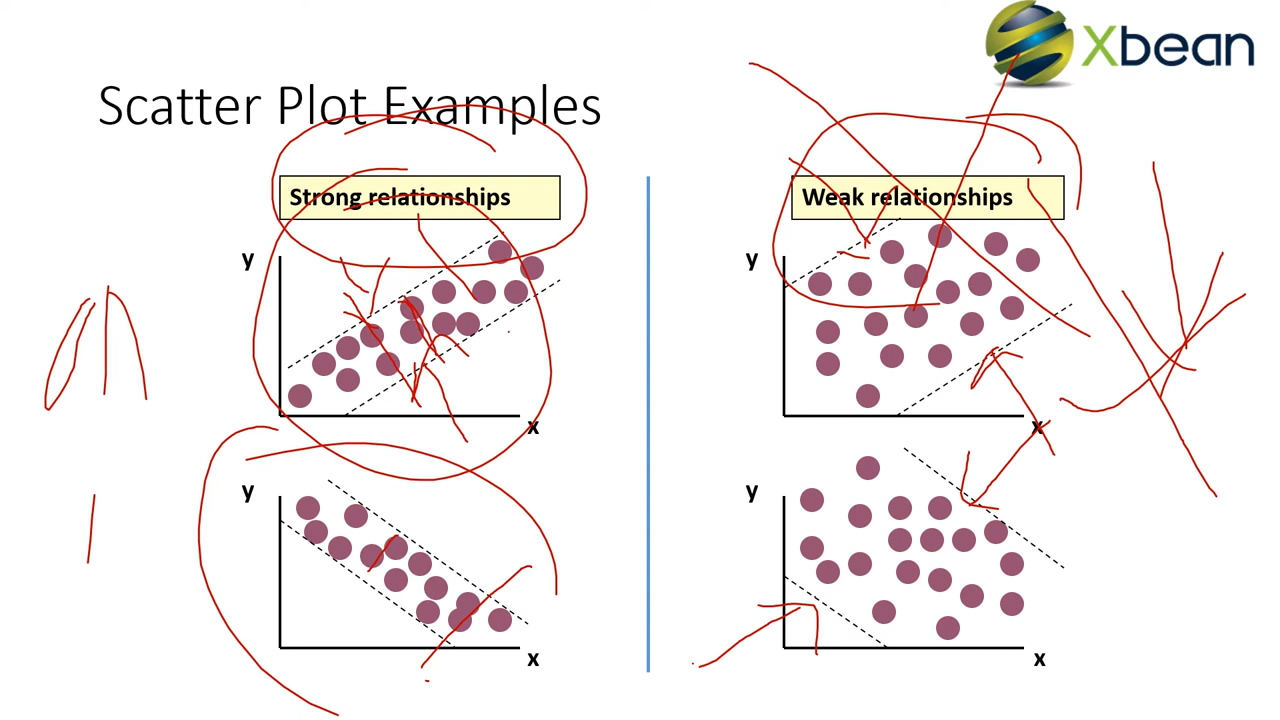 Xbean
Scatter Plot Examples
Strong relationships
Weak relationships
y
y
x
x
y
y
x
x